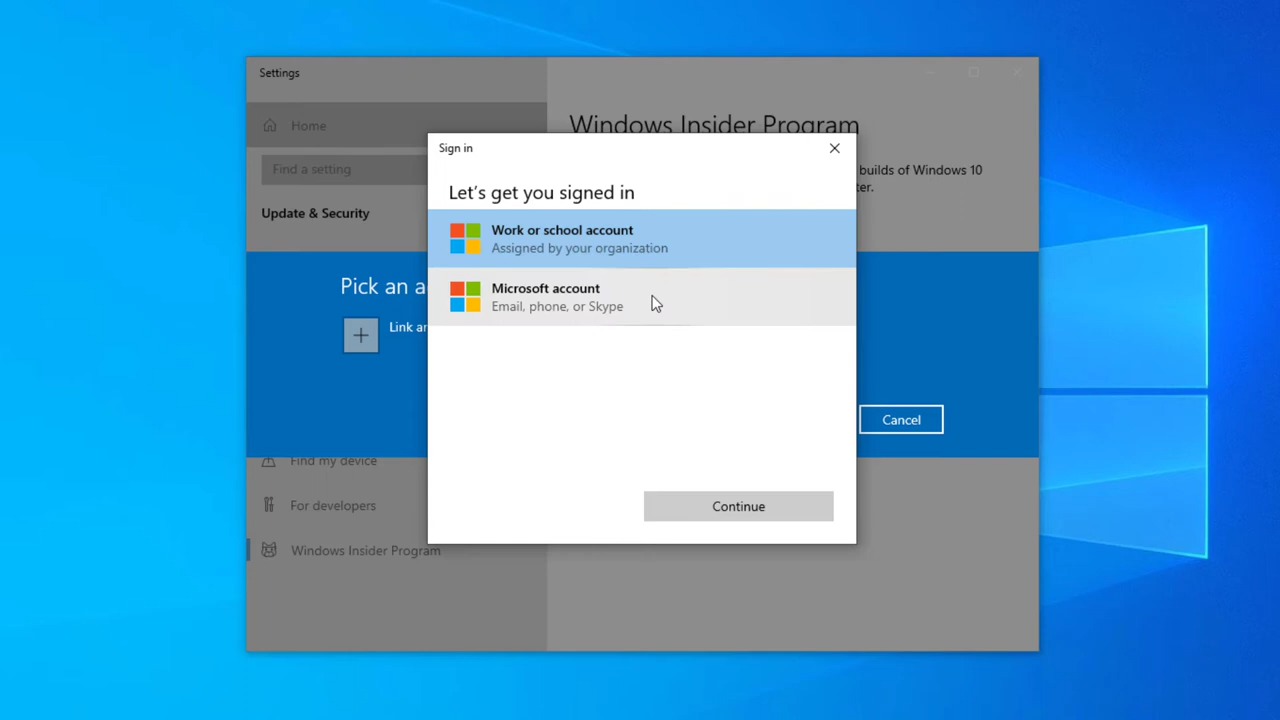 Settings
Home
Find a setting
Update & Security
Windows Insider Program
builds of Windows 10
ter.
Pick an a
Link ar
Sign in
Let's get you signed in
Work or school account
Assigned by your organization
Microsoft account
Email, phone, or Skype
Continue
Cancel
Find my device
For developers
Windows Insider Program